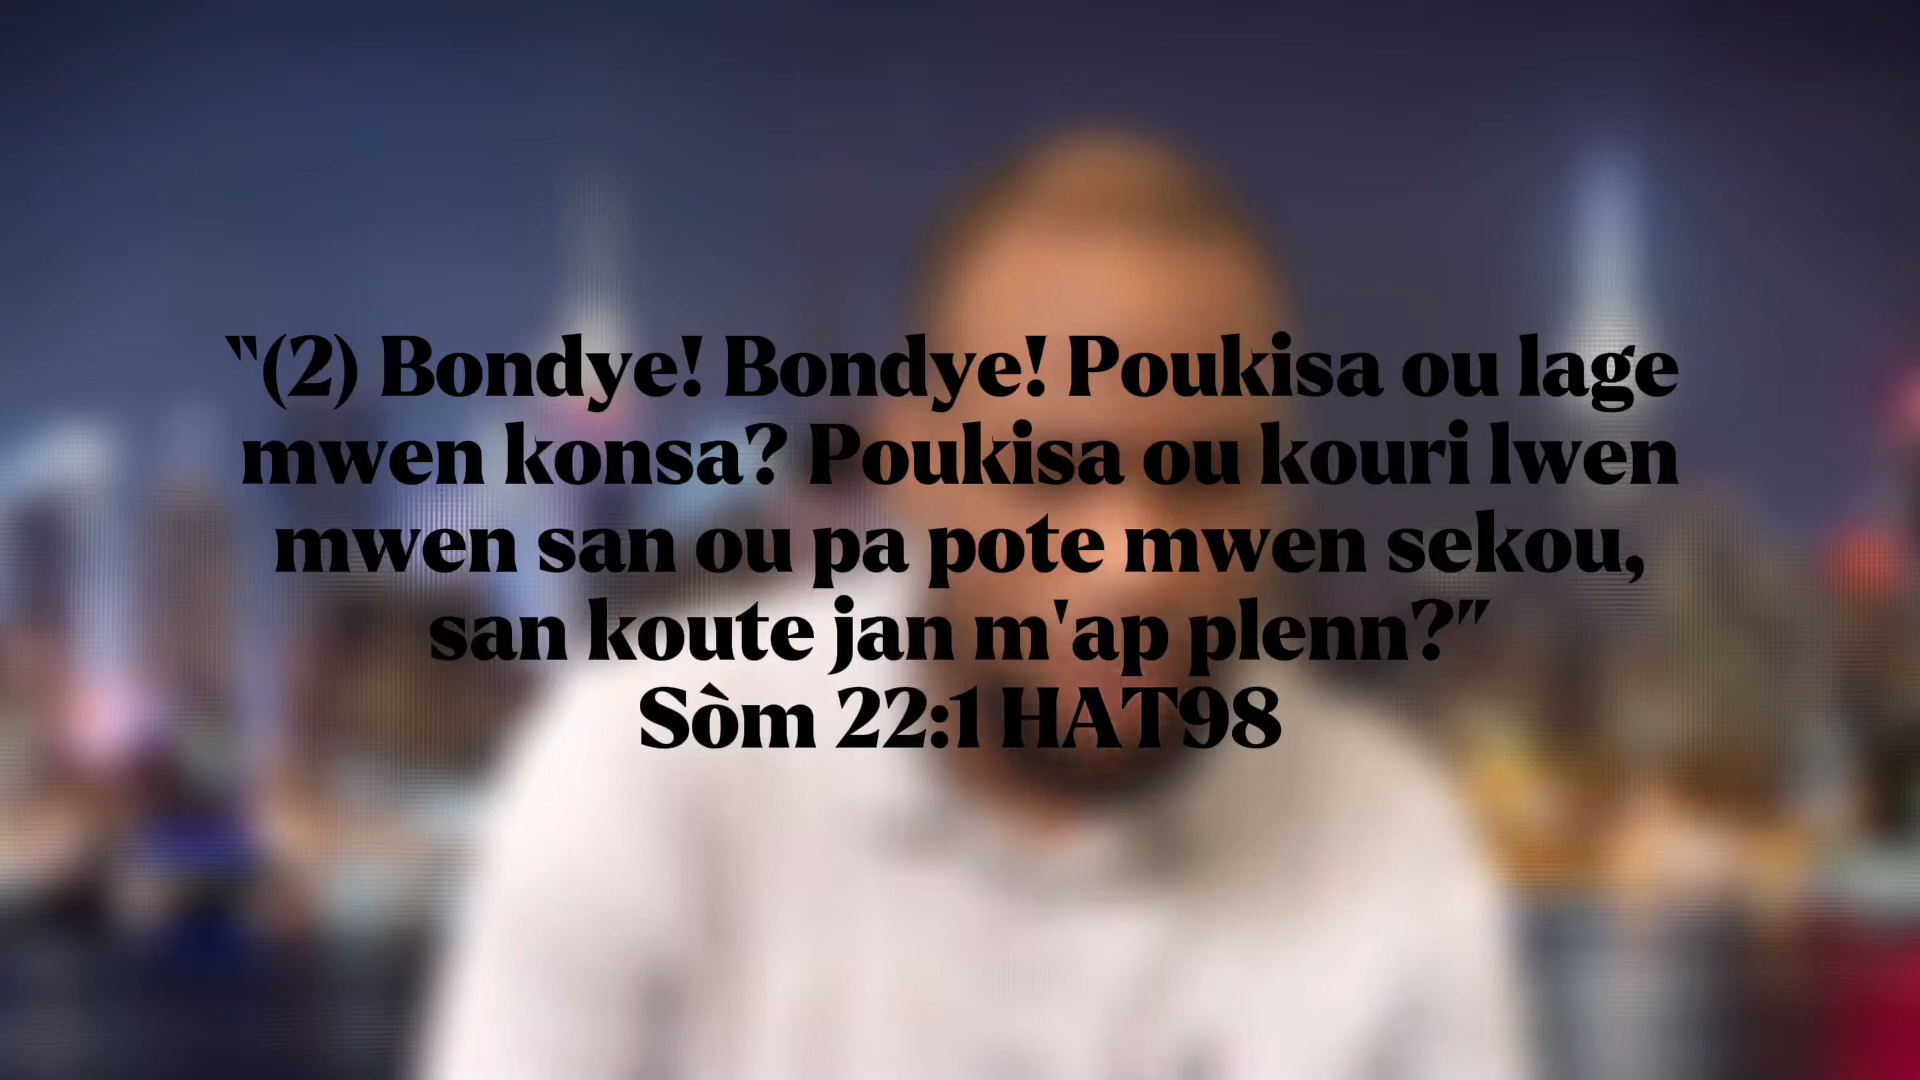 "(2) Bondye! Bondye! Poukisa ou lage
mwen konsa? Poukisa ou kouri lwen
mwen san ou pa pote mwen sekou,
san koute jan m'ap plenn?"
Sòm 22:1 HAT98